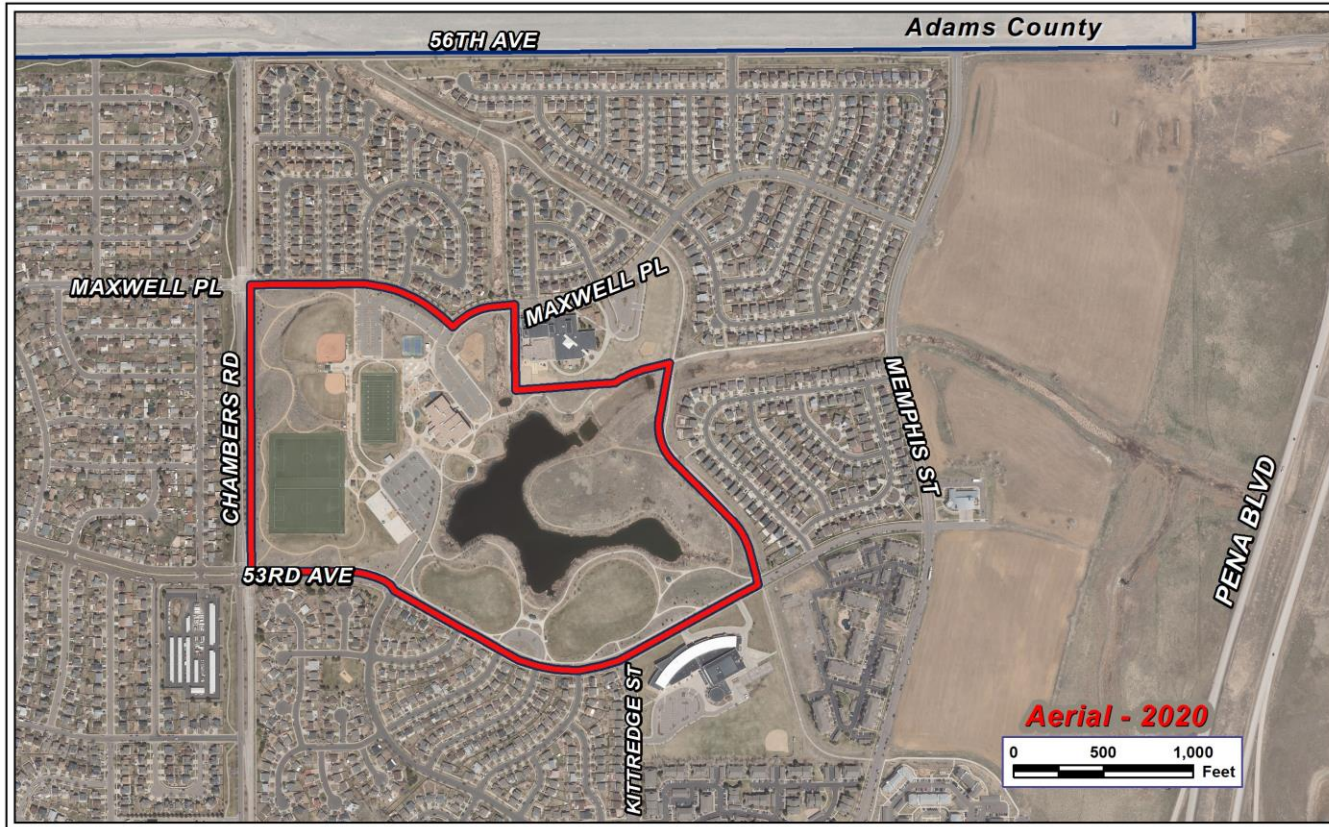 Adams County
56TH AVE
MAXWELL PL
MAXWELL PL
CHAMBERS RD
MEMPHIS ST
PENA BLVD
53RD AVE
KITTREDGE ST
Aerial - 2020
0 500 1,000
Feet